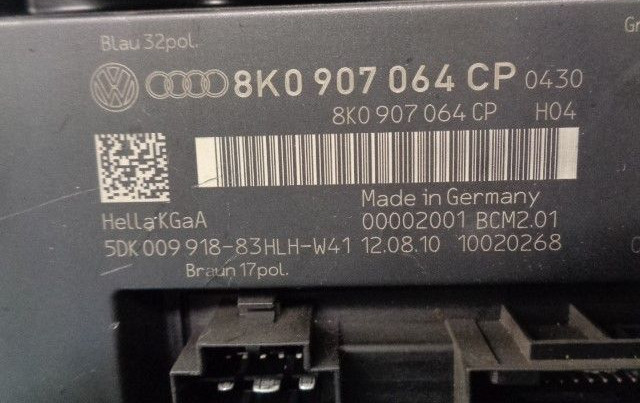 Blau 32pol.
8K0 907 064 CP 0430
8K0 907 064 CP H04
Made in Germany
Hella KGaA 00002001 BCM2.01
5DK 009 918-83HLH-W41 12.08.10 10020268
Braun 17pol.